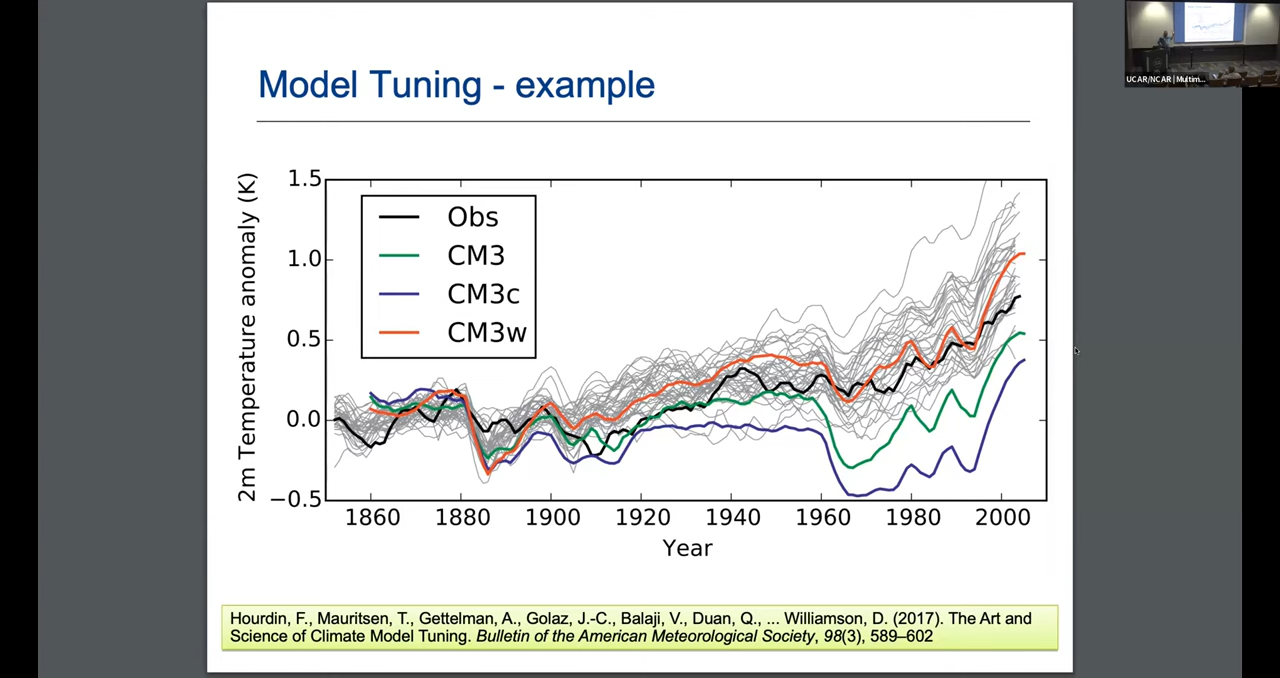 UCAR/NCAR | Multim...
Model Tuning - example
2m Temperature anomaly (K)
1.5
1.0
0.5
0.0
−0.5
Obs
CM3
CM3c
CM3w
1860 1880 1900 1920 1940 1960 1980 2000
Year
Hourdin, F., Mauritsen, T., Gettelman, A., Golaz, J.-C., Balaji, V., Duan, Q., ... Williamson, D. (2017). The Art and
Science of Climate Model Tuning. Bulletin of the American Meteorological Society, 98(3), 589–602